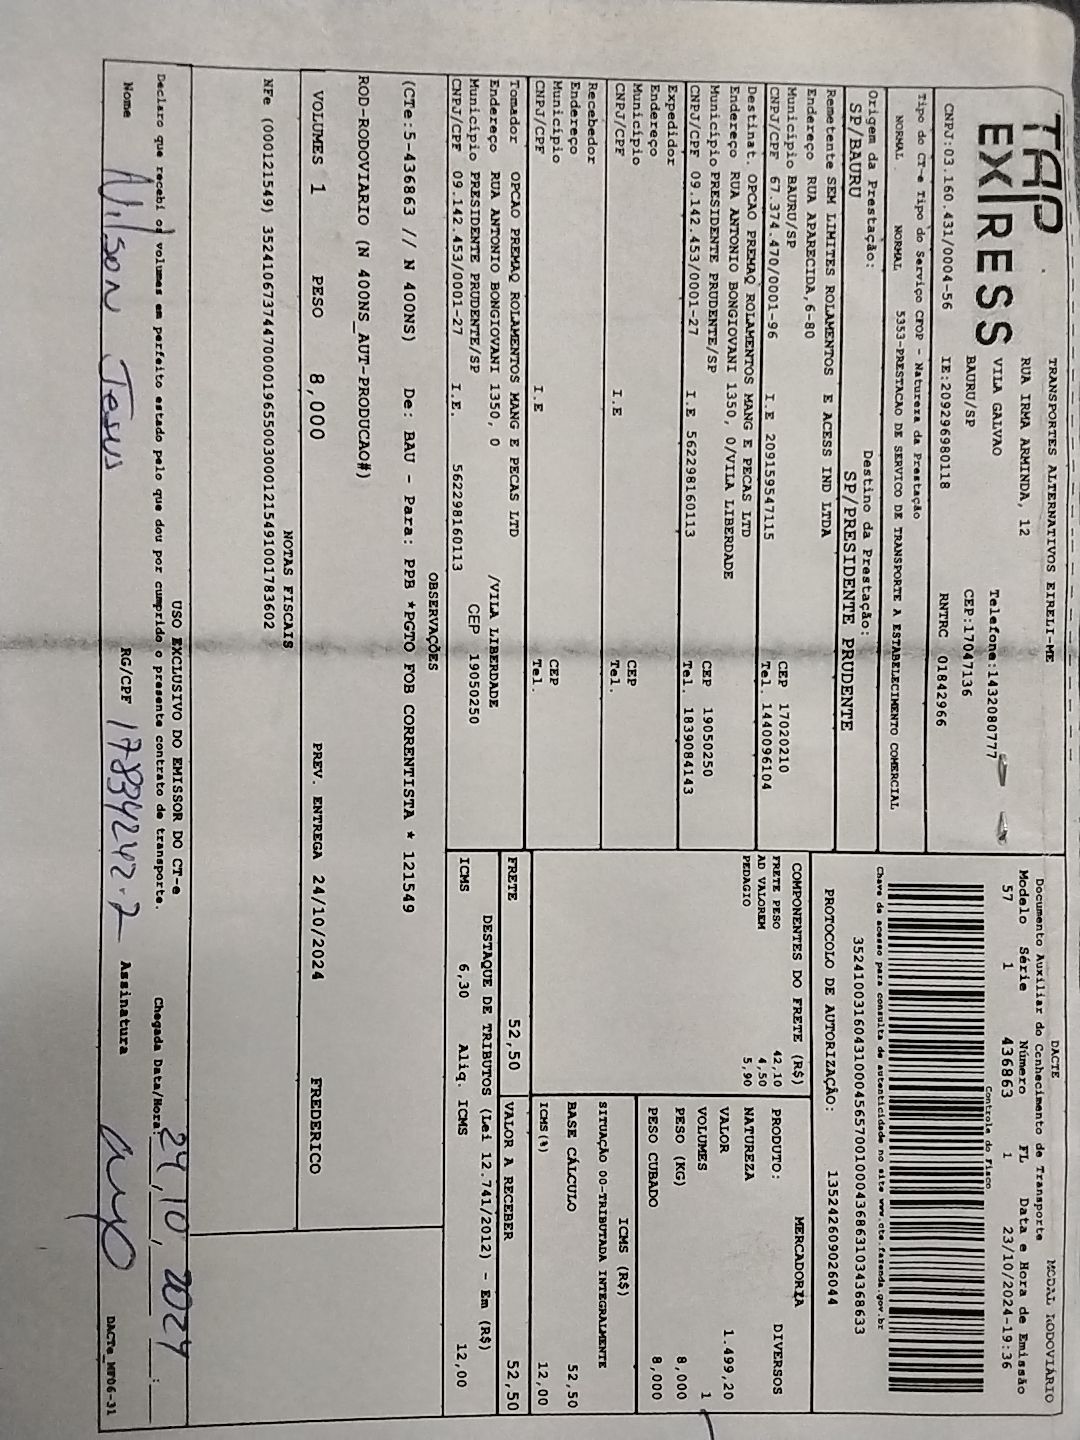 TAP
EXPRESS
TRANSPORTES ALTERNATIVOS EIRELI-ME
RUA IRMA ARMINDA, 12
VILA GALVAO Telefone:1432080777
BAURU/SP CEP:17047136
CNPJ:03.160.431/0004-56 IE:209296980118 RNTRC 01842966
DACTE MODAL RODOVIÁRIO
Documento Auxiliar do Conhecimento de Transporte
Modelo Série Número FL Data e Hora de Emissão
57 1 436863 1 23/10/2024-19:36
Controle do Fisco
Chave de acesso para consulta de autenticidade no site www.cte.fazenda.gov.br
35241003160431000456570010004368631034368633
PROTOCOLO DE AUTORIZAÇÃO: 135242609026044
Tipo do CT-e Tipo do Serviço CFOP - Natureza da Prestação
NORMAL NORMAL 5353-PRESTACAO DE SERVICO DE TRANSPORTE A ESTABELECIMENTO COMERCIAL
Origem da Prestação: Destino da Prestação:
SP/BAURU SP/PRESIDENTE PRUDENTE
Remetente SEM LIMITES ROLAMENTOS E ACESS IND LTDA
Endereço RUA APARECIDA,6-80
Município BAURU/SP CEP 17020210
CNPJ/CPF 67.374.470/0001-96 I.E 209159547115 Tel. 1440096104
Destinat. OPCAO PREMAQ ROLAMENTOS MANG E PECAS LTD
Endereço RUA ANTONIO BONGIOVANI 1350, 0/VILA LIBERDADE
Município PRESIDENTE PRUDENTE/SP CEP 19050250
CNPJ/CPF 09.142.453/0001-27 I.E 562298160113 Tel. 1839084143
Expedidor
Endereço
Município CEP
CNPJ/CPF I.E Tel.
Recebedor
Endereço
Município CEP
CNPJ/CPF I.E Tel.
Tomador OPCAO PREMAQ ROLAMENTOS MANG E PECAS LTD
Endereço RUA ANTONIO BONGIOVANI 1350, 0 /VILA LIBERDADE
Município PRESIDENTE PRUDENTE/SP CEP 19050250
CNPJ/CPF 09.142.453/0001-27 I.E. 562298160113
COMPONENTES DO FRETE (R$)
FRETE PESO 42,10
AD VALOREM 4,50
PEDAGIO 5,90
MERCADORIA
PRODUTO: DIVERSOS
NATUREZA
VALOR 1.499,20
VOLUMES 1
PESO (KG) 8,000
PESO CUBADO 8,000
ICMS (R$)
SITUAÇÃO 00-TRIBUTADA INTEGRALMENTE
BASE CÁLCULO 52,50
ICMS(%) 12,00
FRETE 52,50 VALOR A RECEBER 52,50
DESTAQUE DE TRIBUTOS (Lei 12.741/2012) - Em (R$)
ICMS 6,30 Aliq. ICMS 12,00
OBSERVAÇÕES
(CTe:5-436863 // N 400NS) De: BAU - Para: PPB *PGTO FOB CORRENTISTA * 121549
ROD-RODOVIARIO (N 400NS_AUT-PRODUCAO#)
VOLUMES 1 PESO 8,000 PREV. ENTREGA 24/10/2024 FREDERICO
NOTAS FISCAIS
NFe (000121549) 35241067374470000196550030001215491001783602
USO EXCLUSIVO DO EMISSOR DO CT-e
Declaro que recebi os volumes em perfeito estado pelo que dou por cumprido o presente contrato de transporte. Chegada Data/Hora 24,10,2024
Nome Nilson Jesus RG/CPF 17834242-2 Assinatura
DACTe_MF06-31